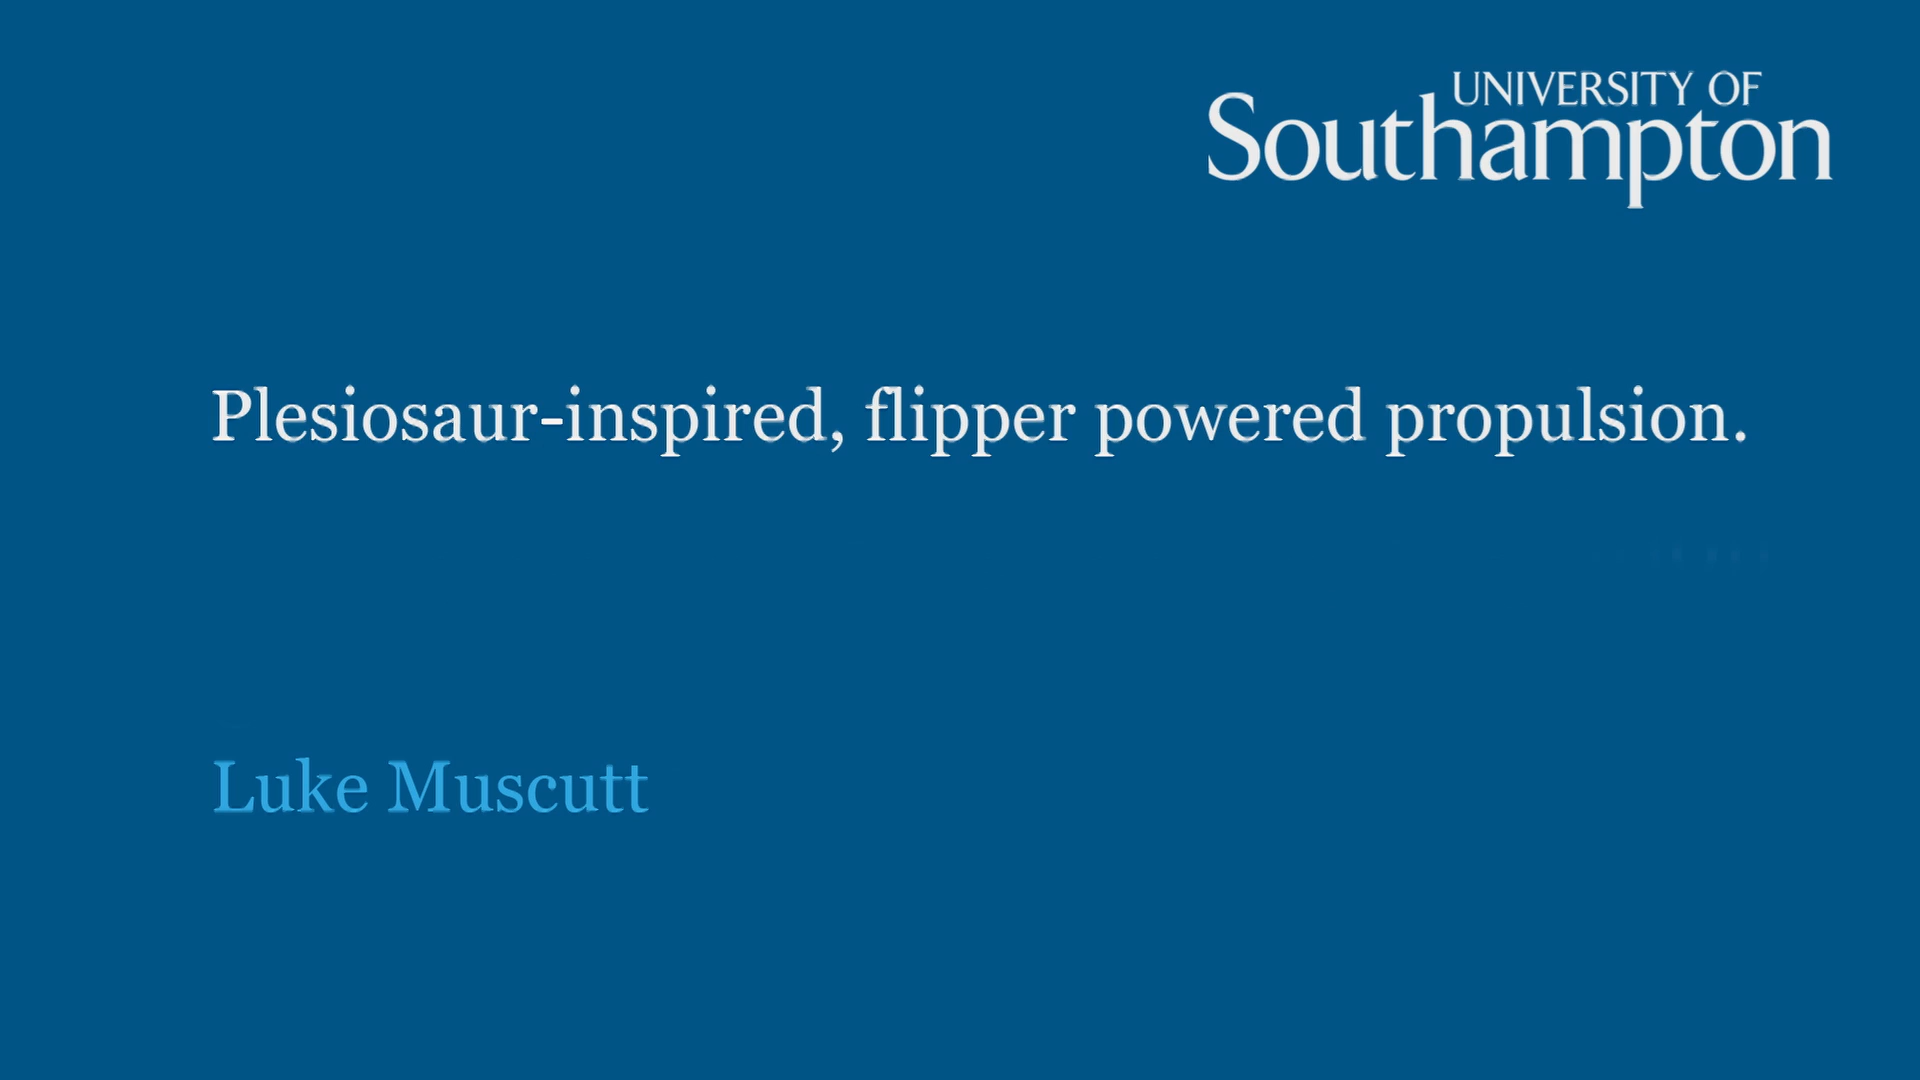 UNIVERSITY OF
Southampton
Plesiosaur-inspired, flipper powered propulsion.
Luke Muscutt